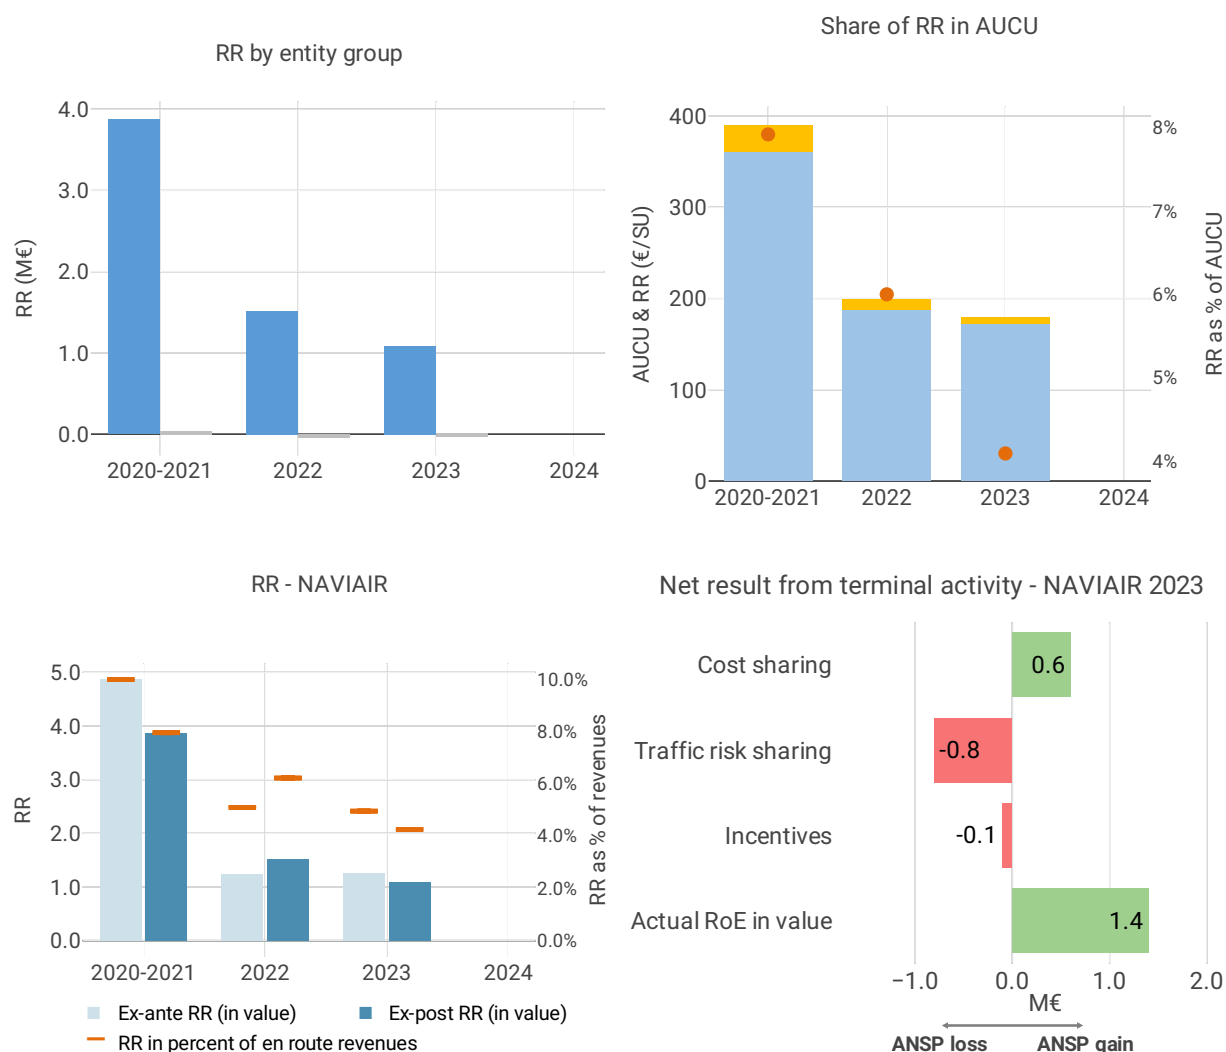 RR by entity group
RR (M€)
4.0
3.0
2.0
1.0
0.0
2020-2021 2022 2023 2024
Share of RR in AUCU
AUCU & RR (€/SU)
400
300
200
100
0
8%
7%
6%
5%
4%
RR as % of AUCU
2020-2021 2022 2023 2024
RR - NAVIAIR
RR
5.0
4.0
3.0
2.0
1.0
0.0
10.0%
8.0%
6.0%
4.0%
2.0%
0.0%
RR as % of revenues
2020-2021 2022 2023 2024
Ex-ante RR (in value) Ex-post RR (in value)
RR in percent of en route revenues
Net result from terminal activity - NAVIAIR 2023
Cost sharing 0.6
Traffic risk sharing -0.8
Incentives -0.1
Actual RoE in value 1.4
−1.0 0.0 1.0 2.0
M€
ANSP loss ANSP gain